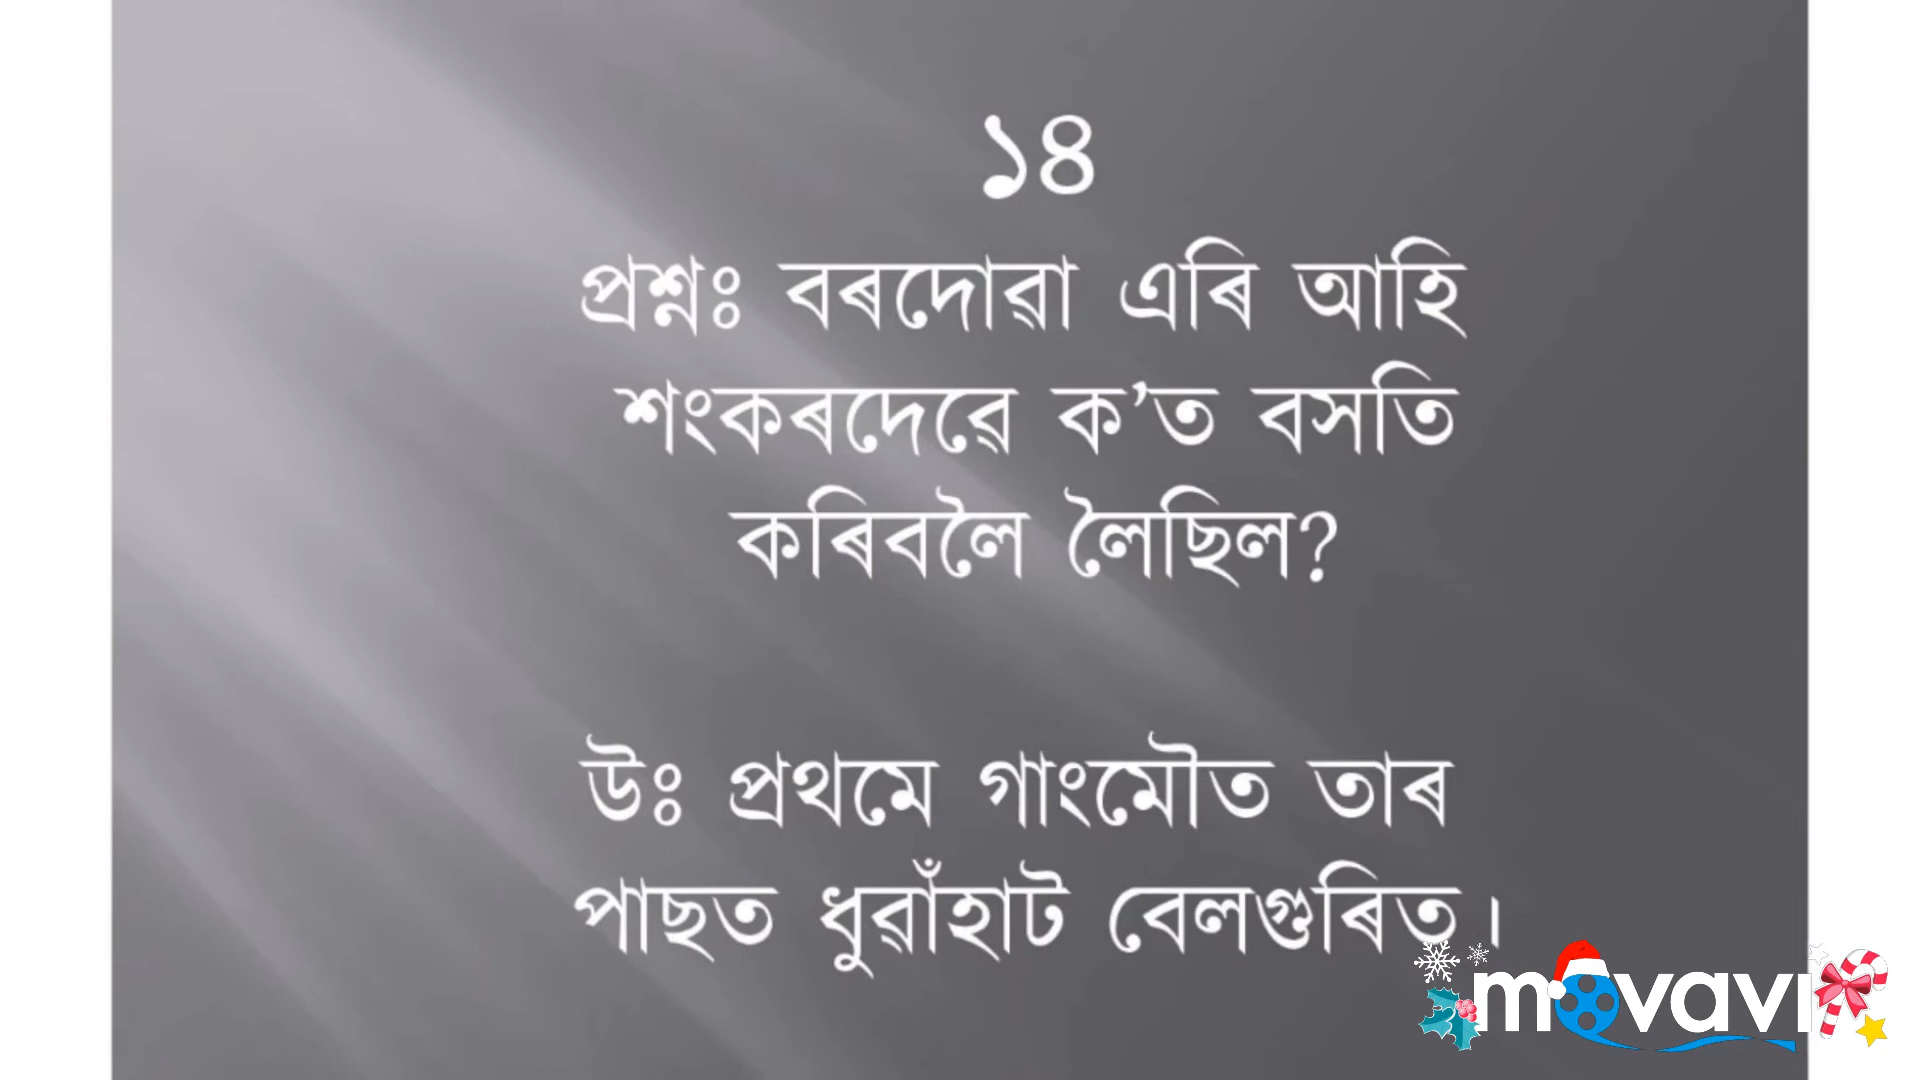 ১৪
প্ৰশ্নঃ বৰদোৱা এৰি আহি
শংকৰদেৱে ক’ত বসতি
কৰিবলৈ লৈছিল?
উঃ প্ৰথমে গাংমৌত তাৰ
পাছত ধুৱাঁহাট বেলগুৰিত।
movavi